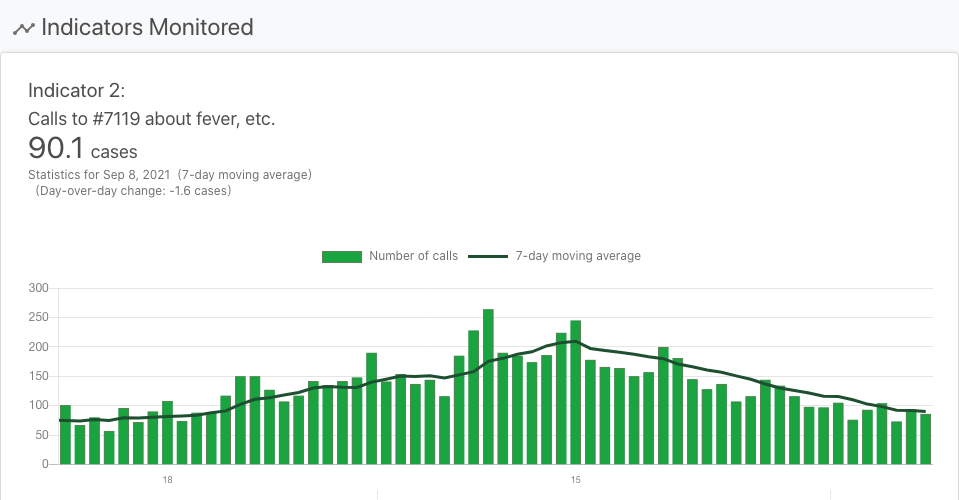 Indicators Monitored
Indicator 2:
Calls to #7119 about fever, etc.
90.1 cases
Statistics for Sep 8, 2021 (7-day moving average)
(Day-over-day change: -1.6 cases)
Number of calls 7-day moving average
300
250
200
150
100
50
0
18 15